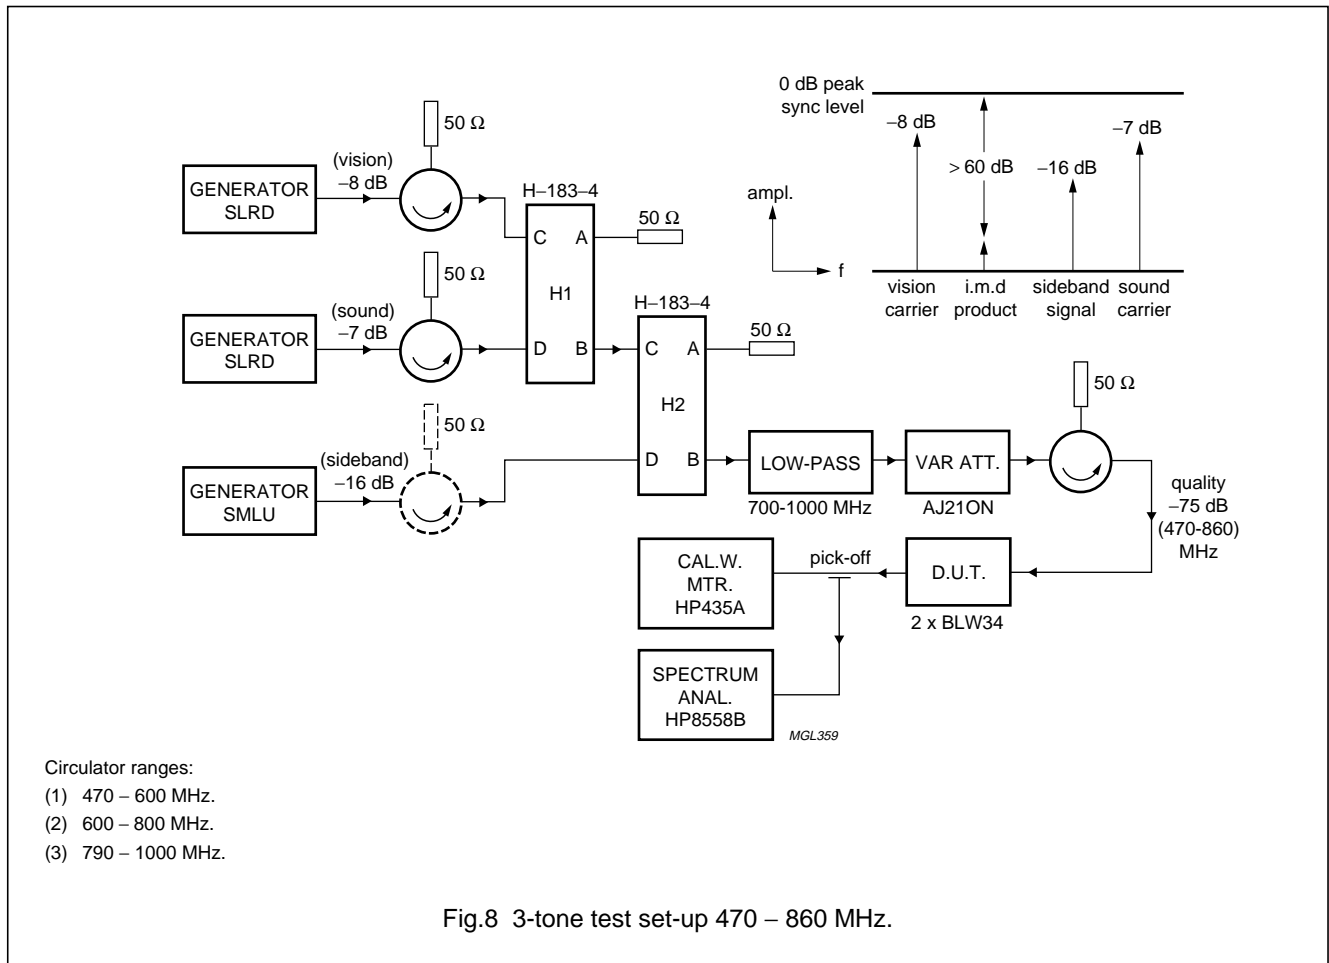 0 dB peak
sync level
−8 dB
> 60 dB
−16 dB
−7 dB
ampl.
f
vision
carrier
i.m.d
product
sideband
signal
sound
carrier
50 Ω
(vision)
−8 dB
GENERATOR
SLRD
H−183−4
C A
50 Ω
H1
D B
50 Ω
(sound)
−7 dB
GENERATOR
SLRD
H−183−4
C A
50 Ω
H2
D B
50 Ω
(sideband)
−16 dB
GENERATOR
SMLU
LOW-PASS
700-1000 MHz
VAR ATT.
AJ21ON
50 Ω
quality
−75 dB
(470-860)
MHz
D.U.T.
2 x BLW34
pick-off
CAL.W.
MTR.
HP435A
SPECTRUM
ANAL.
HP8558B
MGL359
Circulator ranges:
(1) 470 − 600 MHz.
(2) 600 − 800 MHz.
(3) 790 − 1000 MHz.
Fig.8 3-tone test set-up 470 − 860 MHz.